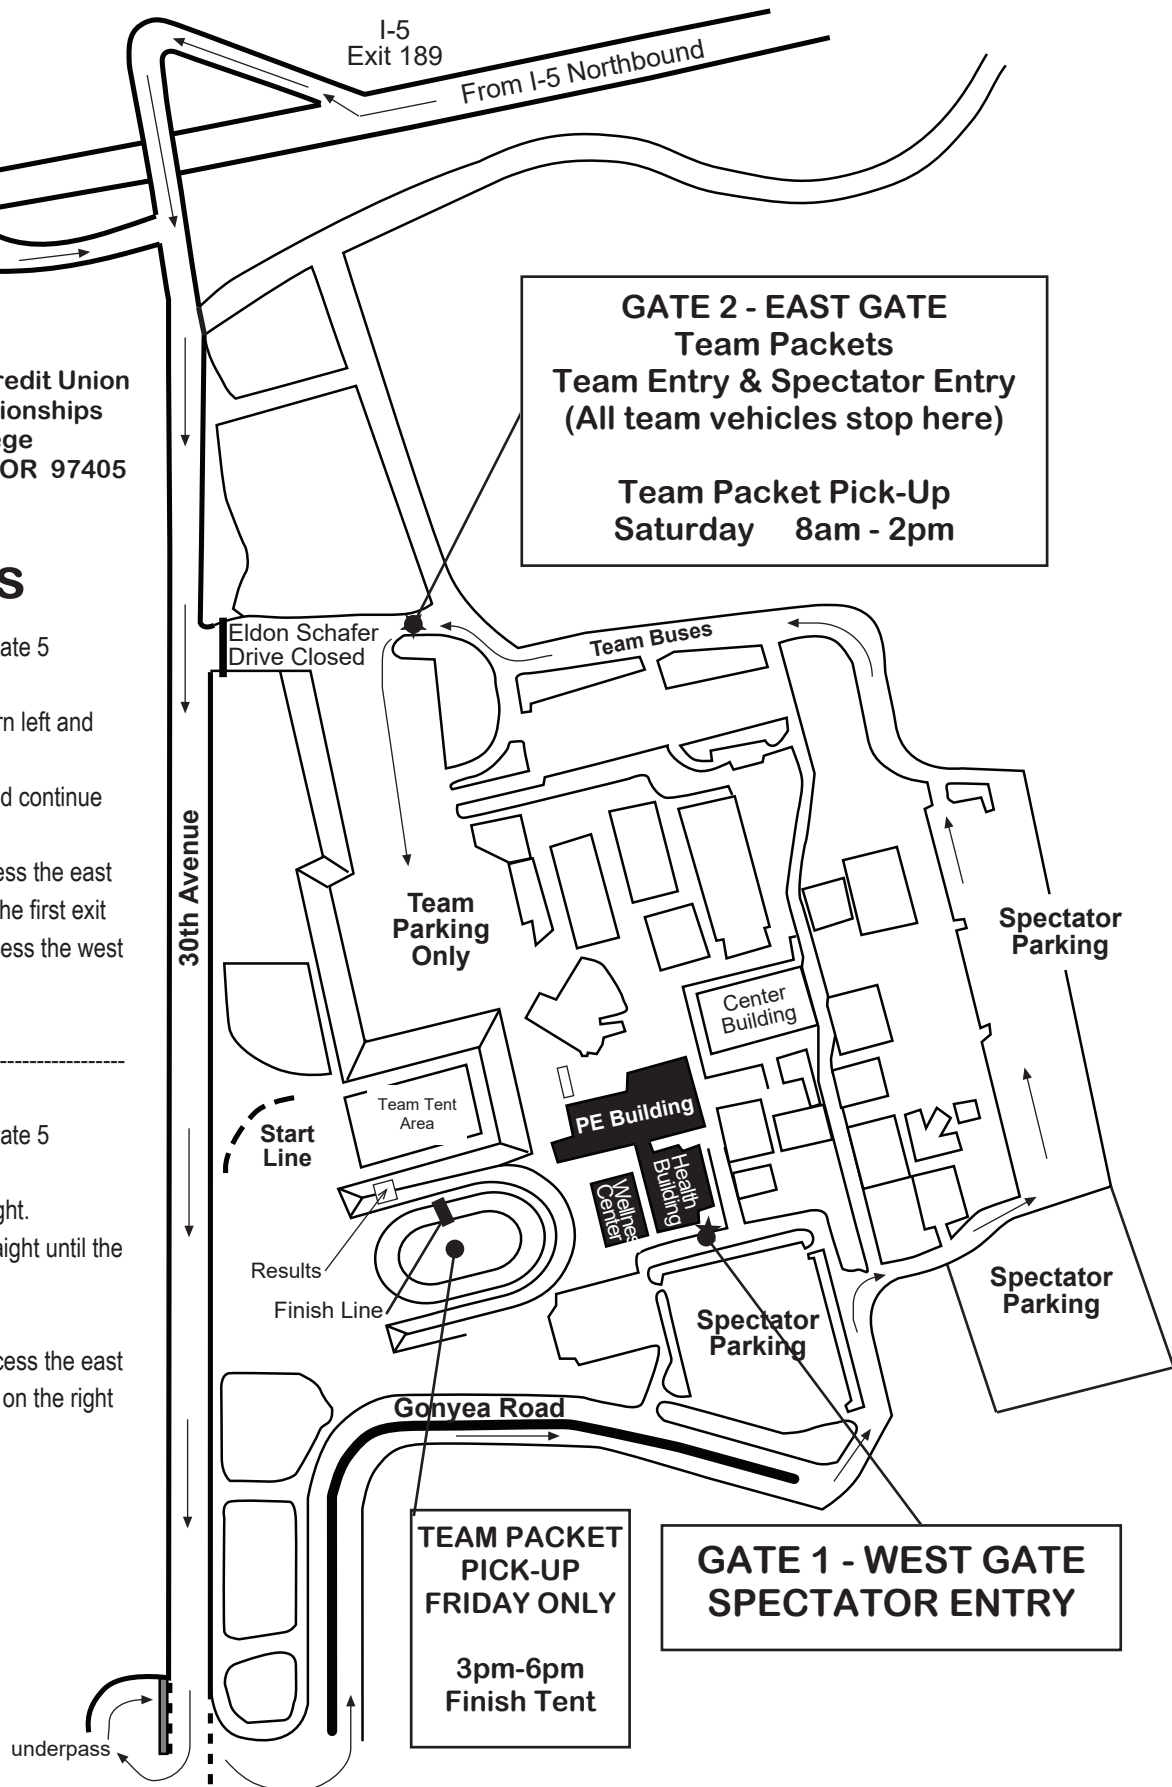 I-5
Exit 189
From I-5 Northbound
GATE 2 - EAST GATE
Team Packets
Team Entry & Spectator Entry
(All team vehicles stop here)
Team Packet Pick-Up
Saturday 8am - 2pm
redit Union
ionships
ege
OR 97405
S
ate 5
rn left and
d continue
ess the east
he first exit
ess the west
ate 5
ght.
aight until the
cess the east
on the right
Eldon Schafer
Drive Closed
Team Buses
30th Avenue
Team
Parking
Only
Spectator
Parking
Center
Building
Team Tent
Area
PE Building
Start
Line
Health
Building
Wellnes
Center
Results
Finish Line
Spectator
Parking
Spectator
Parking
Gonyea Road
TEAM PACKET
PICK-UP
FRIDAY ONLY
3pm-6pm
Finish Tent
GATE 1 - WEST GATE
SPECTATOR ENTRY
underpass